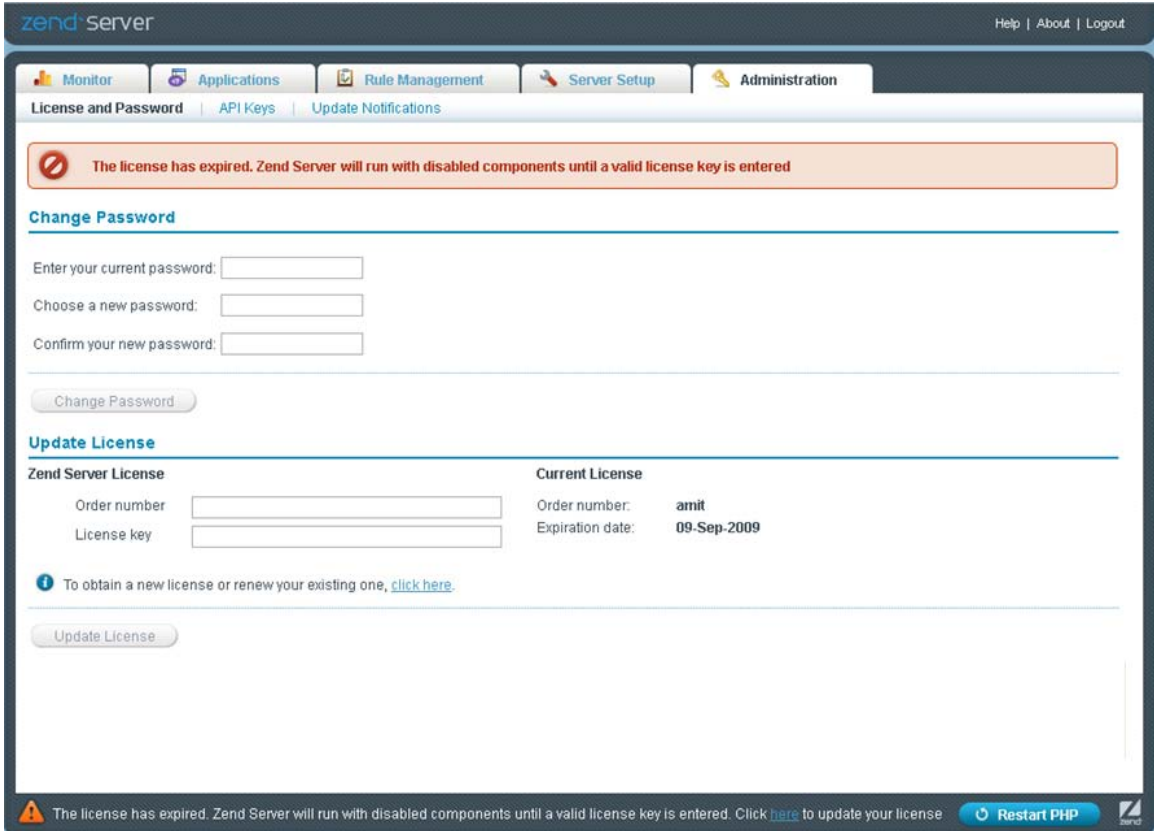 zend server
Help | About | Logout
Monitor
Applications
Rule Management
Server Setup
Administration
License and Password | API Keys | Update Notifications
The license has expired. Zend Server will run with disabled components until a valid license key is entered
Change Password
Enter your current password:
Choose a new password:
Confirm your new password:
Change Password
Update License
Zend Server License
Order number
License key
Current License
Order number: amit
Expiration date: 09-Sep-2009
To obtain a new license or renew your existing one, click here.
Update License
The license has expired. Zend Server will run with disabled components until a valid license key is entered. Click here to update your license
Restart PHP
zend